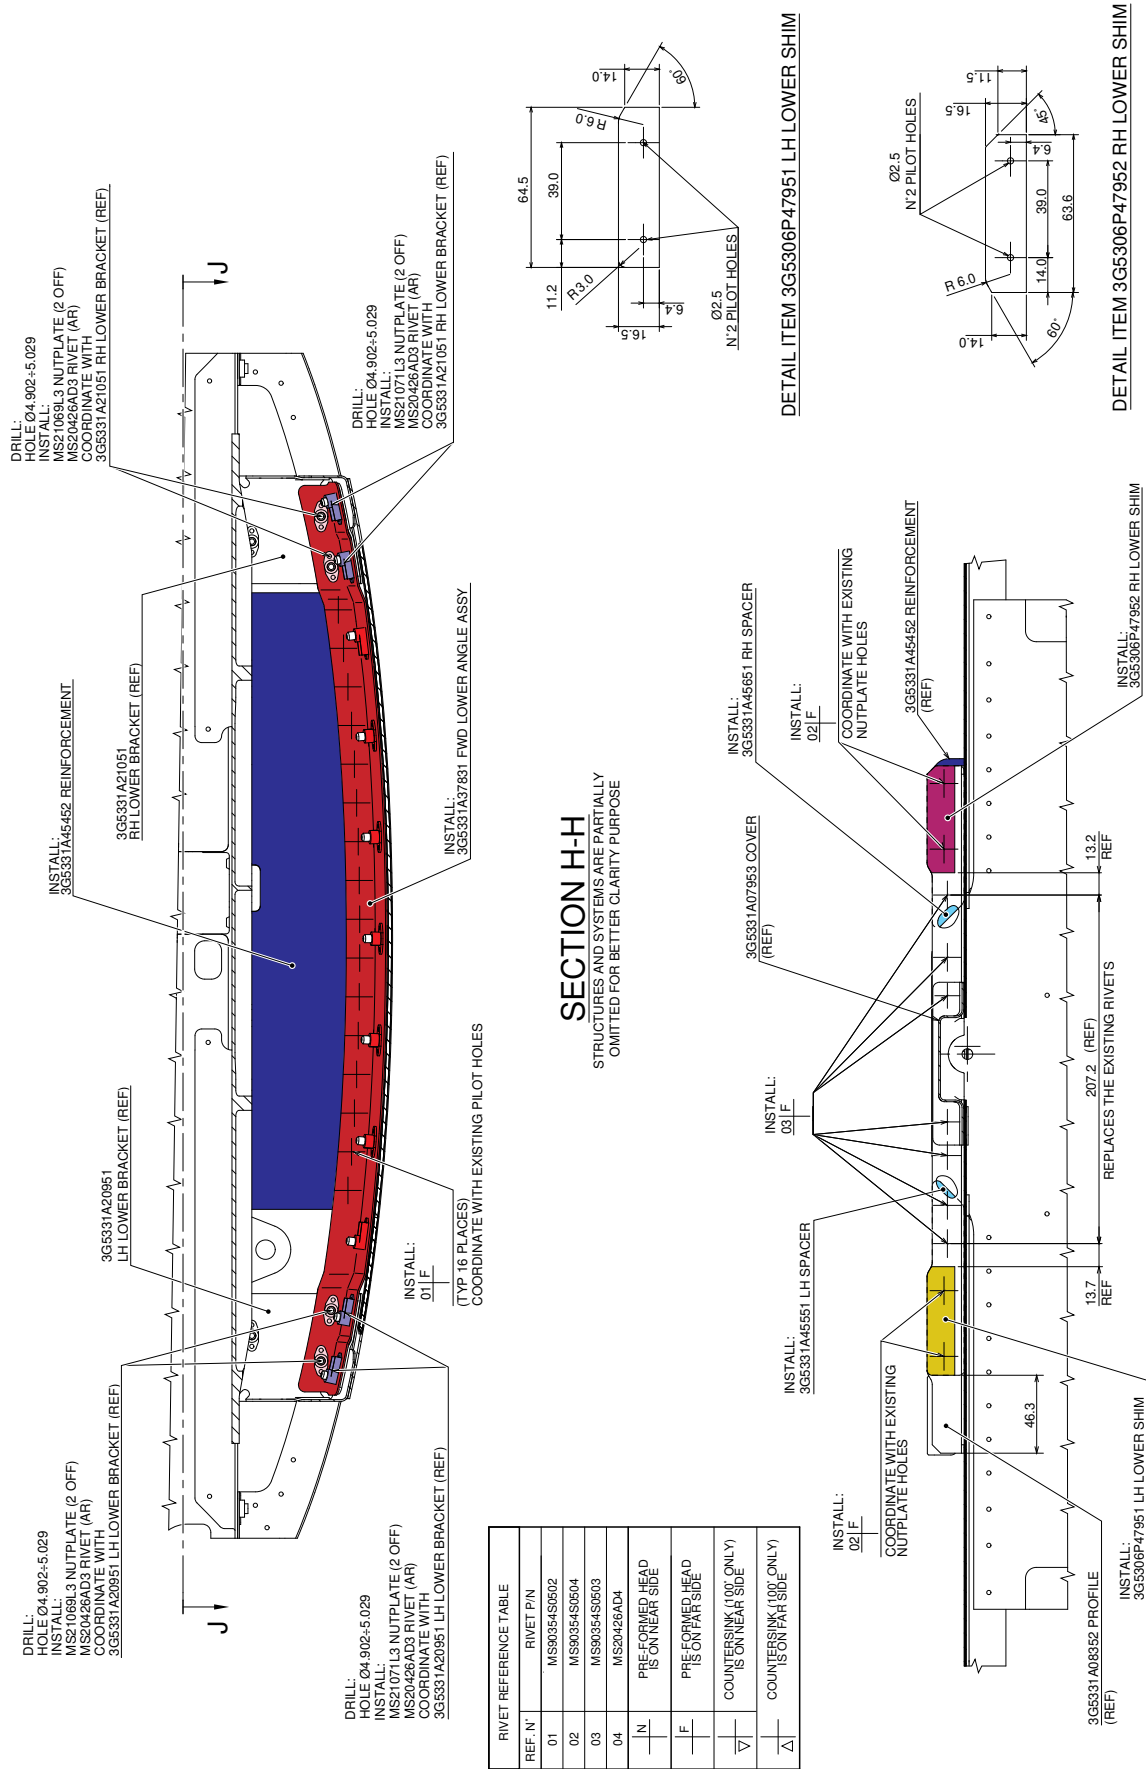 DRILL:
HOLE Ø4.902÷5.029
INSTALL:
MS21069L3 NUTPLATE (2 OFF)
MS20426AD3 RIVET (AR)
COORDINATE WITH
3G5331A20951 LH LOWER BRACKET (REF)
3G5331A20951
LH LOWER BRACKET (REF)
INSTALL:
3G5331A45452 REINFORCEMENT
3G5331A21051
RH LOWER BRACKET (REF)
DRILL:
HOLE Ø4.902÷5.029
INSTALL:
MS21069L3 NUTPLATE (2 OFF)
MS20426AD3 RIVET (AR)
COORDINATE WITH
3G5331A21051 RH LOWER BRACKET (REF)
J
J
DRILL:
HOLE Ø4.902÷5.029
INSTALL:
MS21071L3 NUTPLATE (2 OFF)
MS20426AD3 RIVET (AR)
COORDINATE WITH
3G5331A20951 LH LOWER BRACKET (REF)
INSTALL:
01 F
(TYP 16 PLACES)
COORDINATE WITH EXISTING PILOT HOLES
INSTALL:
3G5331A37831 FWD LOWER ANGLE ASSY
DRILL:
HOLE Ø4.902÷5.029
INSTALL:
MS21071L3 NUTPLATE (2 OFF)
MS20426AD3 RIVET (AR)
COORDINATE WITH
3G5331A21051 RH LOWER BRACKET (REF)
SECTION H-H
STRUCTURES AND SYSTEMS ARE PARTIALLY
OMITTED FOR BETTER CLARITY PURPOSE
RIVET REFERENCE TABLE
REF. N° RIVET P/N
01 MS90354S0502
02 MS90354S0504
03 MS90354S0503
04 MS20426AD4
N PRE-FORMED HEAD
IS ON NEAR SIDE
F PRE-FORMED HEAD
IS ON FAR SIDE
COUNTERSINK (100° ONLY)
IS ON NEAR SIDE
COUNTERSINK (100° ONLY)
IS ON FAR SIDE
64.5
39.0
11.2
R3.0
R6.0
14.0
60°
16.5
6.4
Ø2.5
N°2 PILOT HOLES
DETAIL ITEM 3G5306P47951 LH LOWER SHIM
Ø2.5
N°2 PILOT HOLES
R 6.0
14.0
60°
14.0
39.0
63.6
6.4
45°
16.5
11.5
DETAIL ITEM 3G5306P47952 RH LOWER SHIM
INSTALL:
02 F
COORDINATE WITH EXISTING
NUTPLATE HOLES
INSTALL:
3G5331A45551 LH SPACER
INSTALL:
03 F
3G5331A07953 COVER
(REF)
INSTALL:
3G5331A45651 RH SPACER
INSTALL:
02 F
COORDINATE WITH EXISTING
NUTPLATE HOLES
3G5331A45452 REINFORCEMENT
(REF)
46.3
13.7
REF
207.2 (REF)
REPLACES THE EXISTING RIVETS
13.2
REF
3G5331A08352 PROFILE
(REF)
INSTALL:
3G5306P47951 LH LOWER SHIM
INSTALL:
3G5306P47952 RH LOWER SHIM